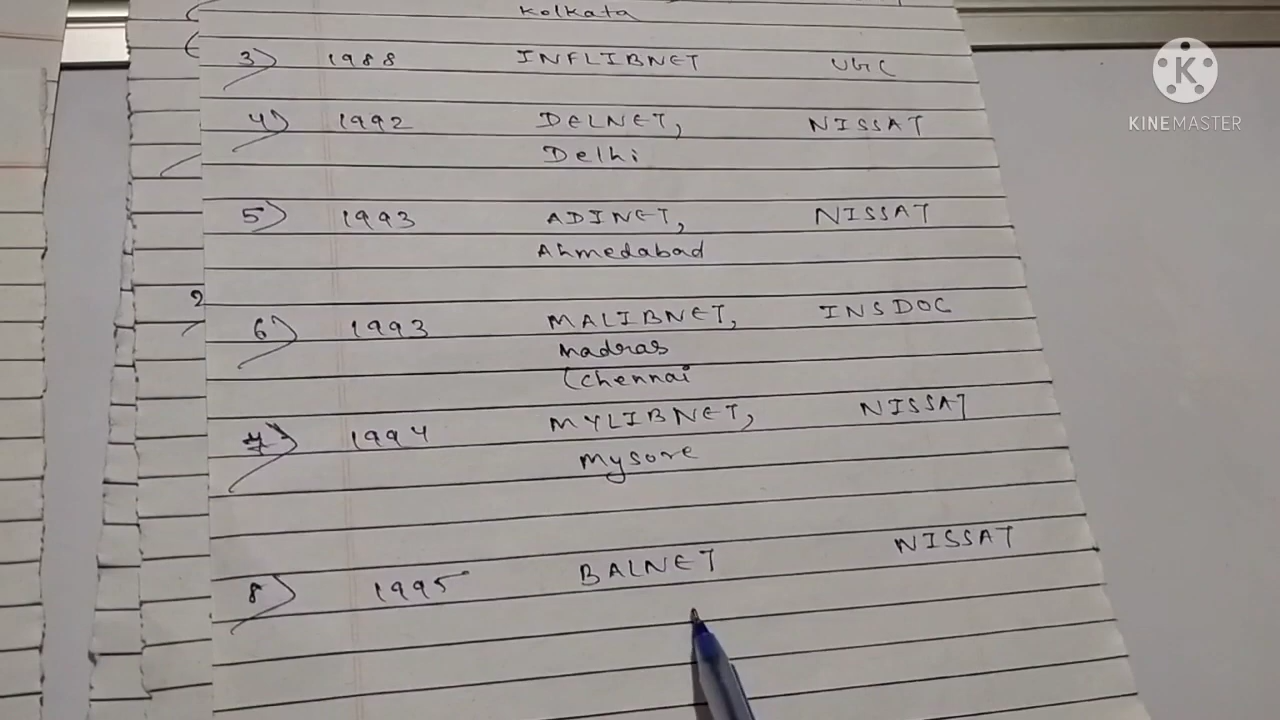 Kolkata
3) 1988 INFLIBNET UGC
4) 1992 DELNET, NISSAT
Delhi
5) 1993 ADINET, NISSAT
Ahmedabad
2
6) 1993 MALIBNET, INSDOC
Madras
(Chennai
7) 1994 MYLIBNET, NISSAT
Mysore
8) 1995 BALNET NISSAT
K
KINEMASTER